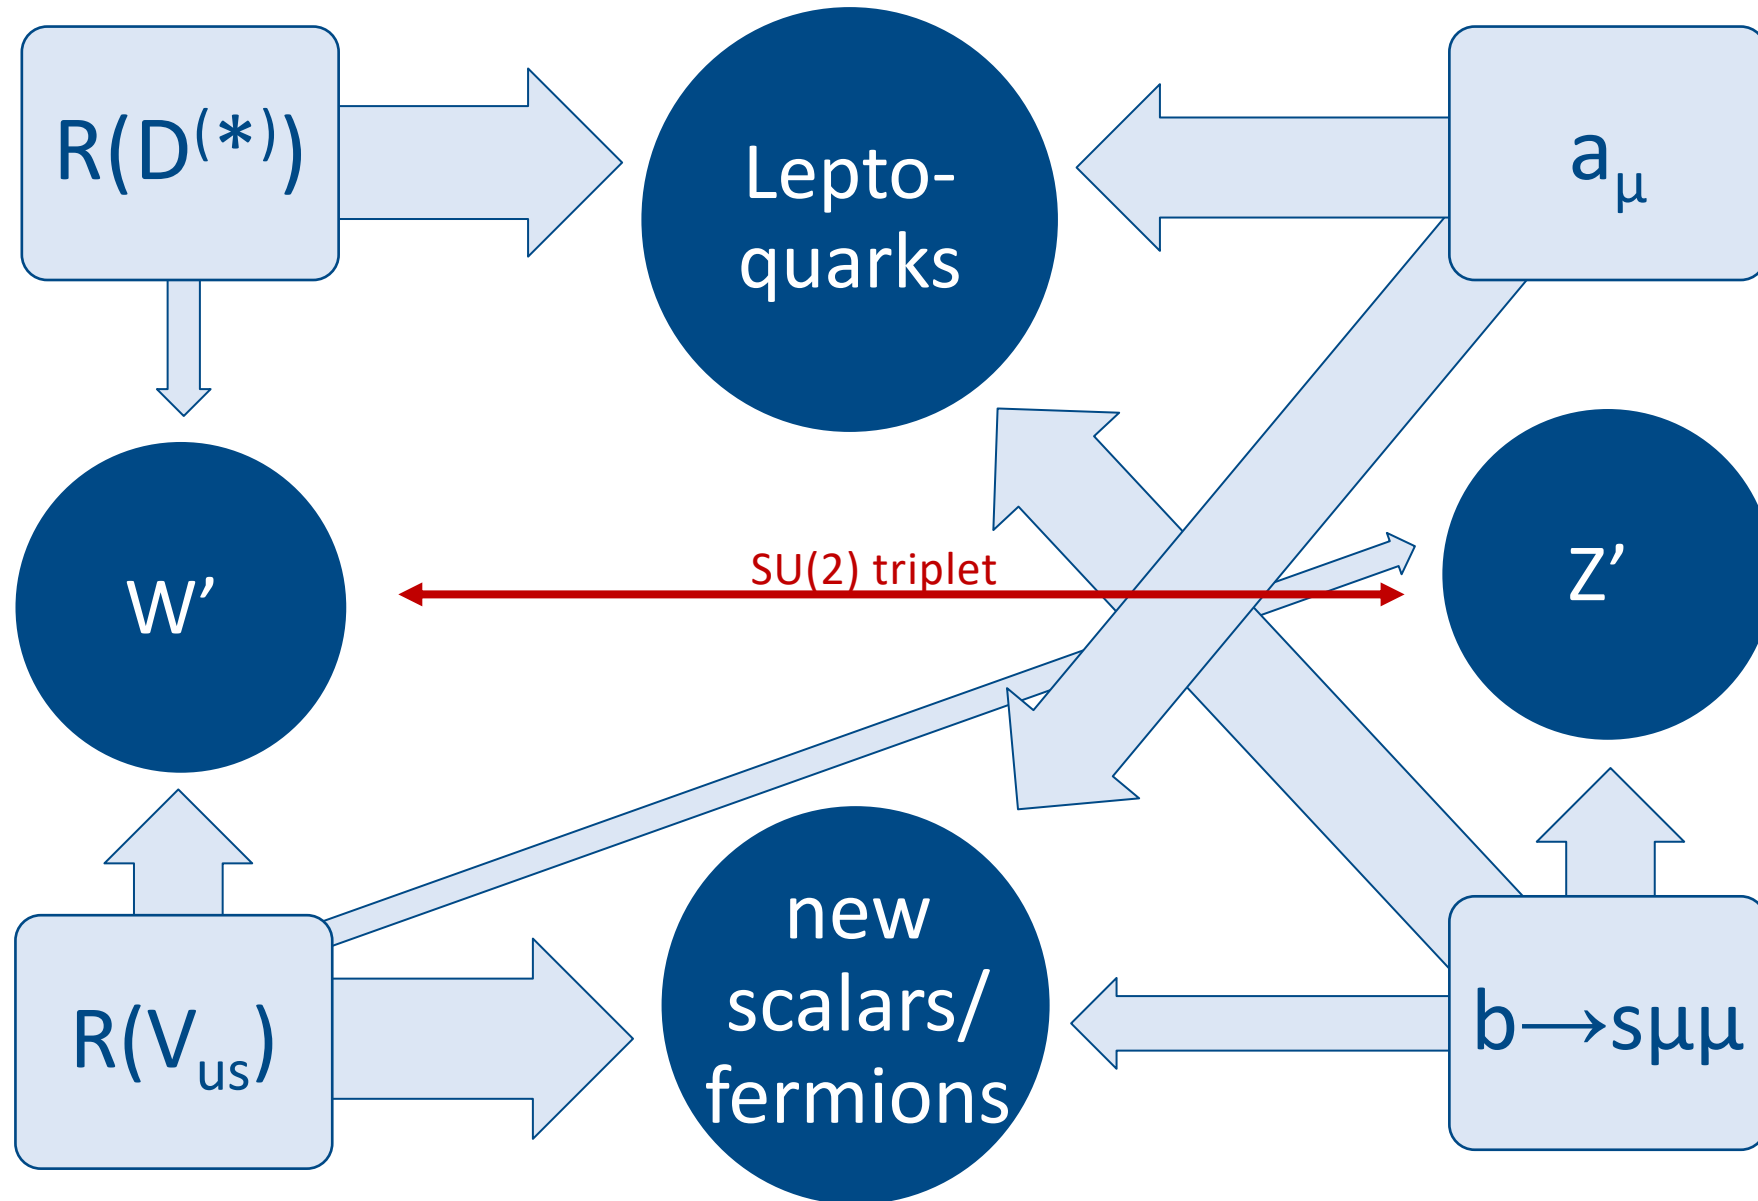 R(D⁽*⁾)
Lepto-
quarks
aμ
SU(2) triplet
W’
Z’
new
scalars/
fermions
R(Vus)
b→sμμ